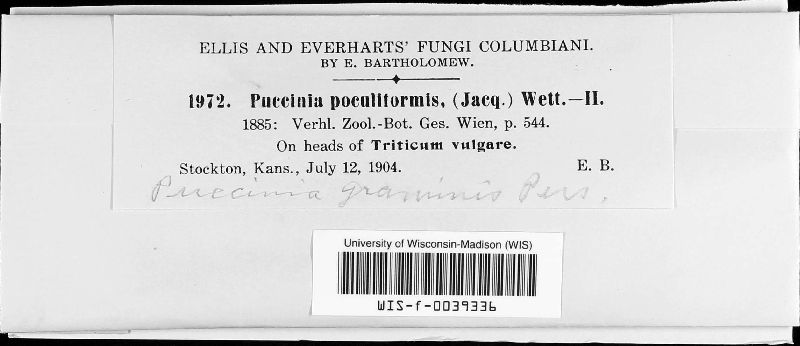 ELLIS AND EVERHARTS' FUNGI COLUMBIANI.
BY E. BARTHOLOMEW.
1972. Puccinia poculiformis, (Jacq.) Wett.—II.
1885: Verhl. Zool.-Bot. Ges. Wien, p. 544.
On heads of Triticum vulgare.
Stockton, Kans., July 12, 1904. E. B.
Puccinia graminis Pers.
University of Wisconsin-Madison (WIS)
WIS-f-0039336